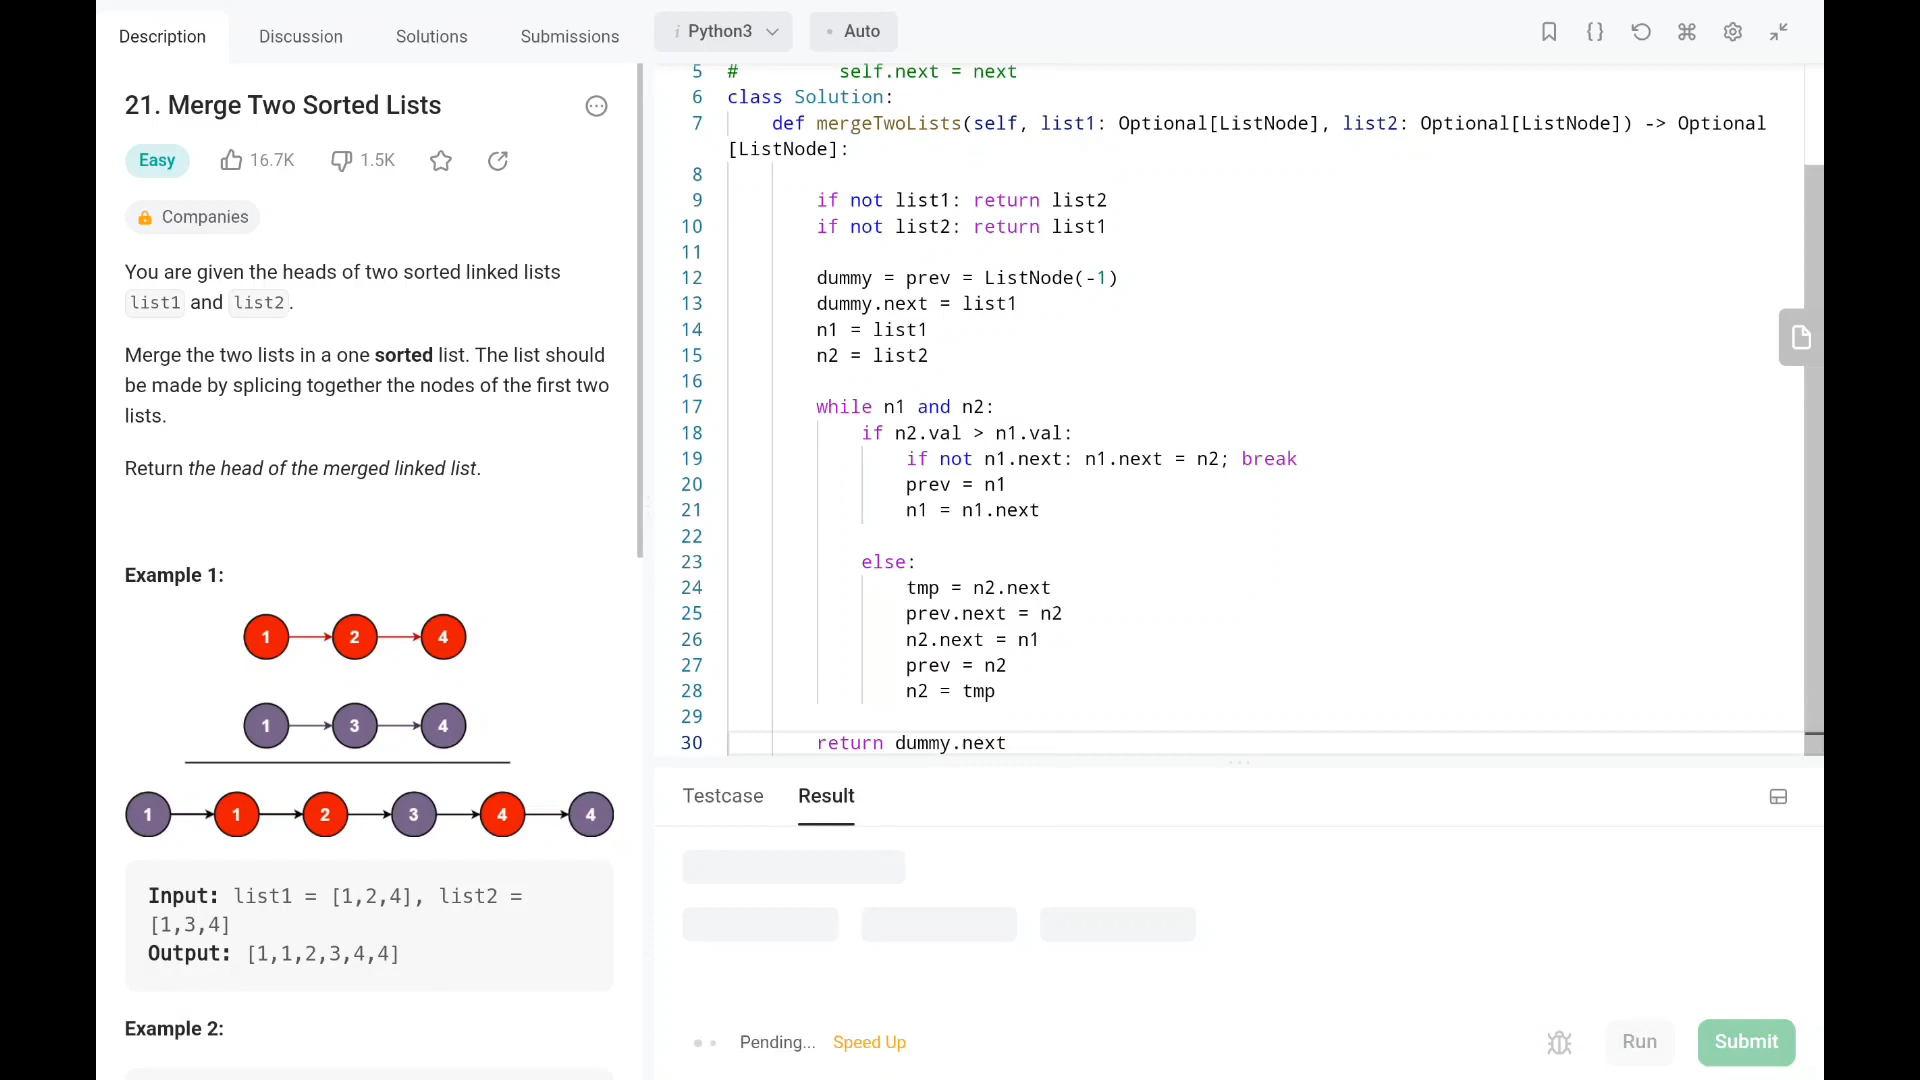 Description
Discussion
Solutions
Submissions
i Python3
• Auto
{}
21. Merge Two Sorted Lists
Easy
16.7K
1.5K
Companies
You are given the heads of two sorted linked lists
list1 and list2.
Merge the two lists in a one sorted list. The list should
be made by splicing together the nodes of the first two
lists.
Return the head of the merged linked list.
Example 1:
1 2 4
1 3 4
1 1 2 3 4 4
Input: list1 = [1,2,4], list2 =
[1,3,4]
Output: [1,1,2,3,4,4]
Example 2:
5 #         self.next = next
6 class Solution:
7     def mergeTwoLists(self, list1: Optional[ListNode], list2: Optional[ListNode]) -> Optional
[ListNode]:
8
9         if not list1: return list2
10         if not list2: return list1
11
12         dummy = prev = ListNode(-1)
13         dummy.next = list1
14         n1 = list1
15         n2 = list2
16
17         while n1 and n2:
18             if n2.val > n1.val:
19                 if not n1.next: n1.next = n2; break
20                 prev = n1
21                 n1 = n1.next
22
23             else:
24                 tmp = n2.next
25                 prev.next = n2
26                 n2.next = n1
27                 prev = n2
28                 n2 = tmp
29
30         return dummy.next
Testcase
Result
Pending...
Speed Up
Run
Submit